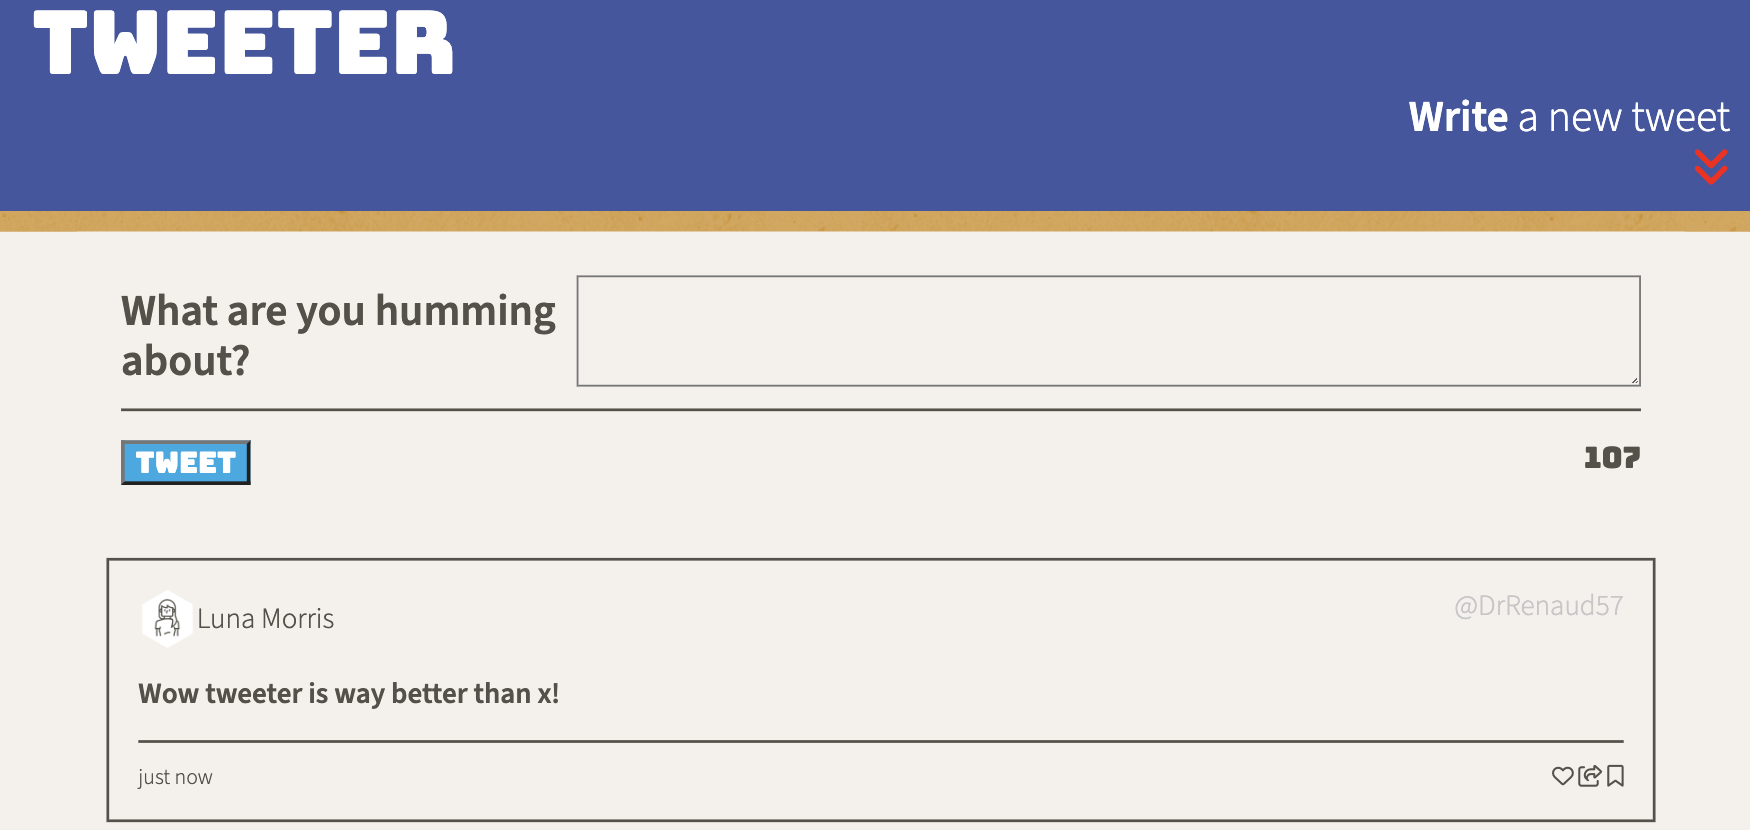 TWEETER
Write a new tweet
What are you humming
about?
TWEET
107
Luna Morris
@DrRenaud57
Wow tweeter is way better than x!
just now